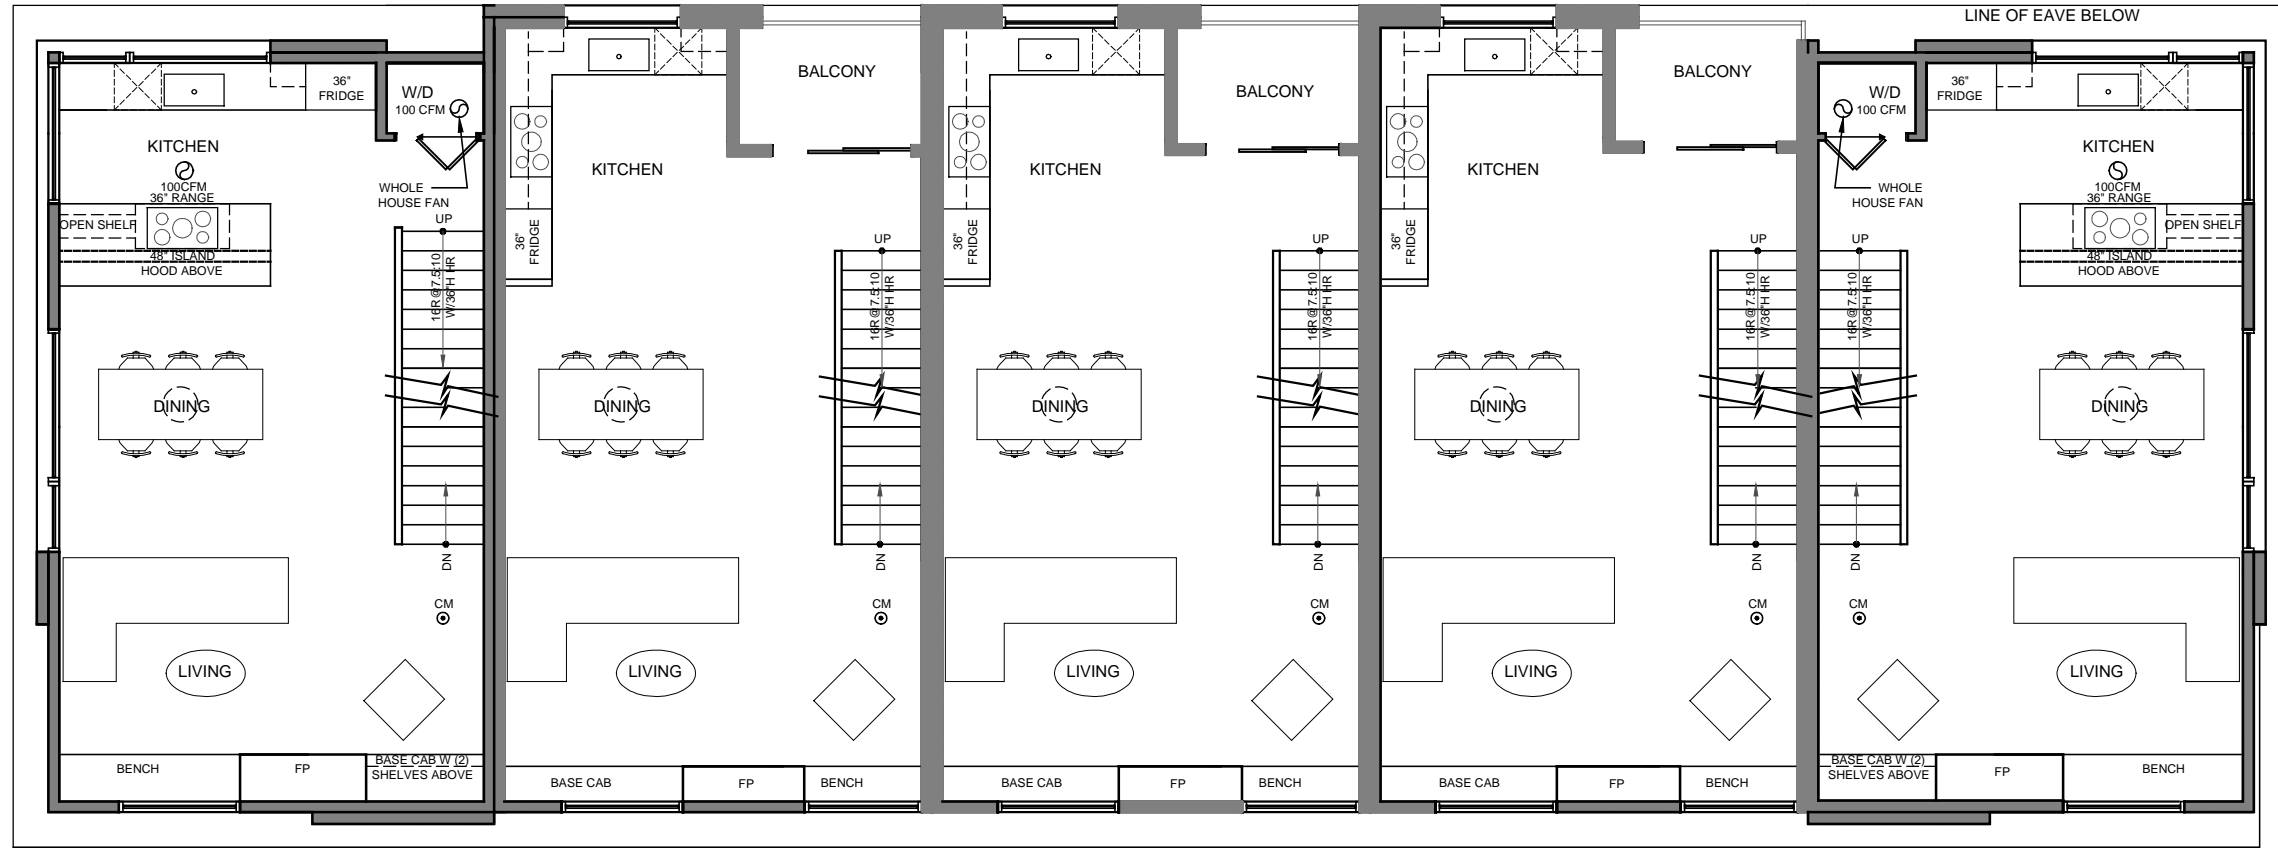 LINE OF EAVE BELOW
36"
FRIDGE
W/D
100 CFM
KITCHEN
100CFM
36" RANGE
OPEN SHELF
48" ISLAND
HOOD ABOVE
WHOLE
HOUSE FAN
UP
16R@7.5:10
W/36"H HR
DINING
DN
CM
LIVING
BENCH
FP
BASE CAB W (2)
SHELVES ABOVE
BALCONY
KITCHEN
36"
FRIDGE
UP
16R@7.5:10
W/36"H HR
DINING
DN
CM
LIVING
BASE CAB
FP
BENCH
BALCONY
KITCHEN
36"
FRIDGE
UP
16R@7.5:10
W/36"H HR
DINING
DN
CM
LIVING
BASE CAB
FP
BENCH
BALCONY
KITCHEN
36"
FRIDGE
UP
16R@7.5:10
W/36"H HR
DINING
DN
CM
LIVING
BASE CAB
FP
BENCH
W/D
100 CFM
36"
FRIDGE
KITCHEN
100CFM
36" RANGE
OPEN SHELF
48" ISLAND
HOOD ABOVE
WHOLE
HOUSE FAN
UP
16R@7.5:10
W/36"H HR
DINING
DN
CM
LIVING
BASE CAB W (2)
SHELVES ABOVE
FP
BENCH